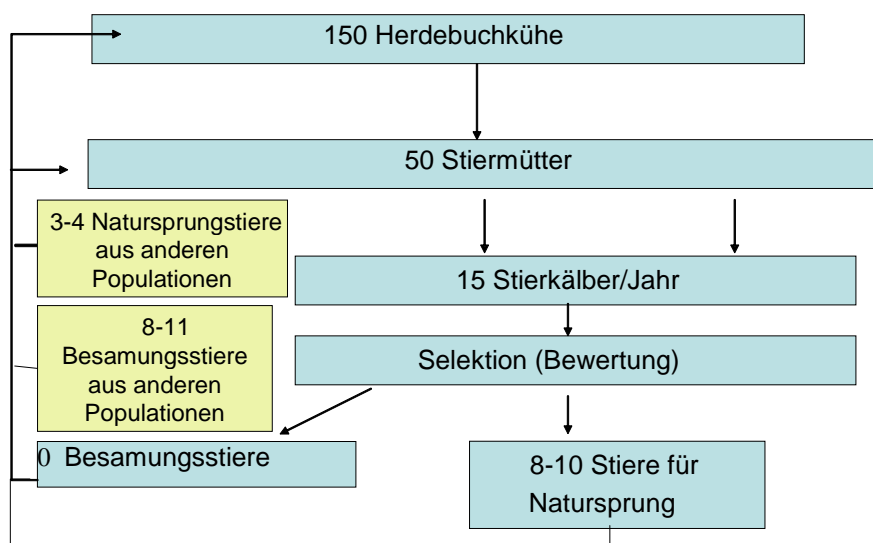 150 Herdebuchkühe
50 Stiermütter
3-4 Natursprungstiere
aus anderen
Populationen
15 Stierkälber/Jahr
8-11
Besamungsstiere
aus anderen
Populationen
Selektion (Bewertung)
0 Besamungsstiere
8-10 Stiere für
Natursprung